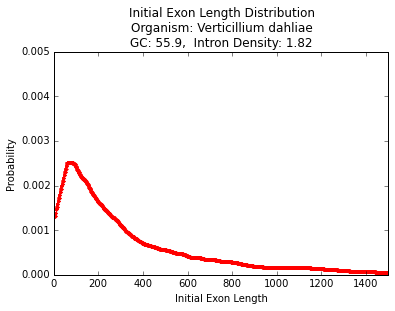 Initial Exon Length Distribution
Organism: Verticillium dahliae
GC: 55.9,  Intron Density: 1.82
0.005
0.004
0.003
0.002
0.001
0.000
Probability
0 200 400 600 800 1000 1200 1400
Initial Exon Length